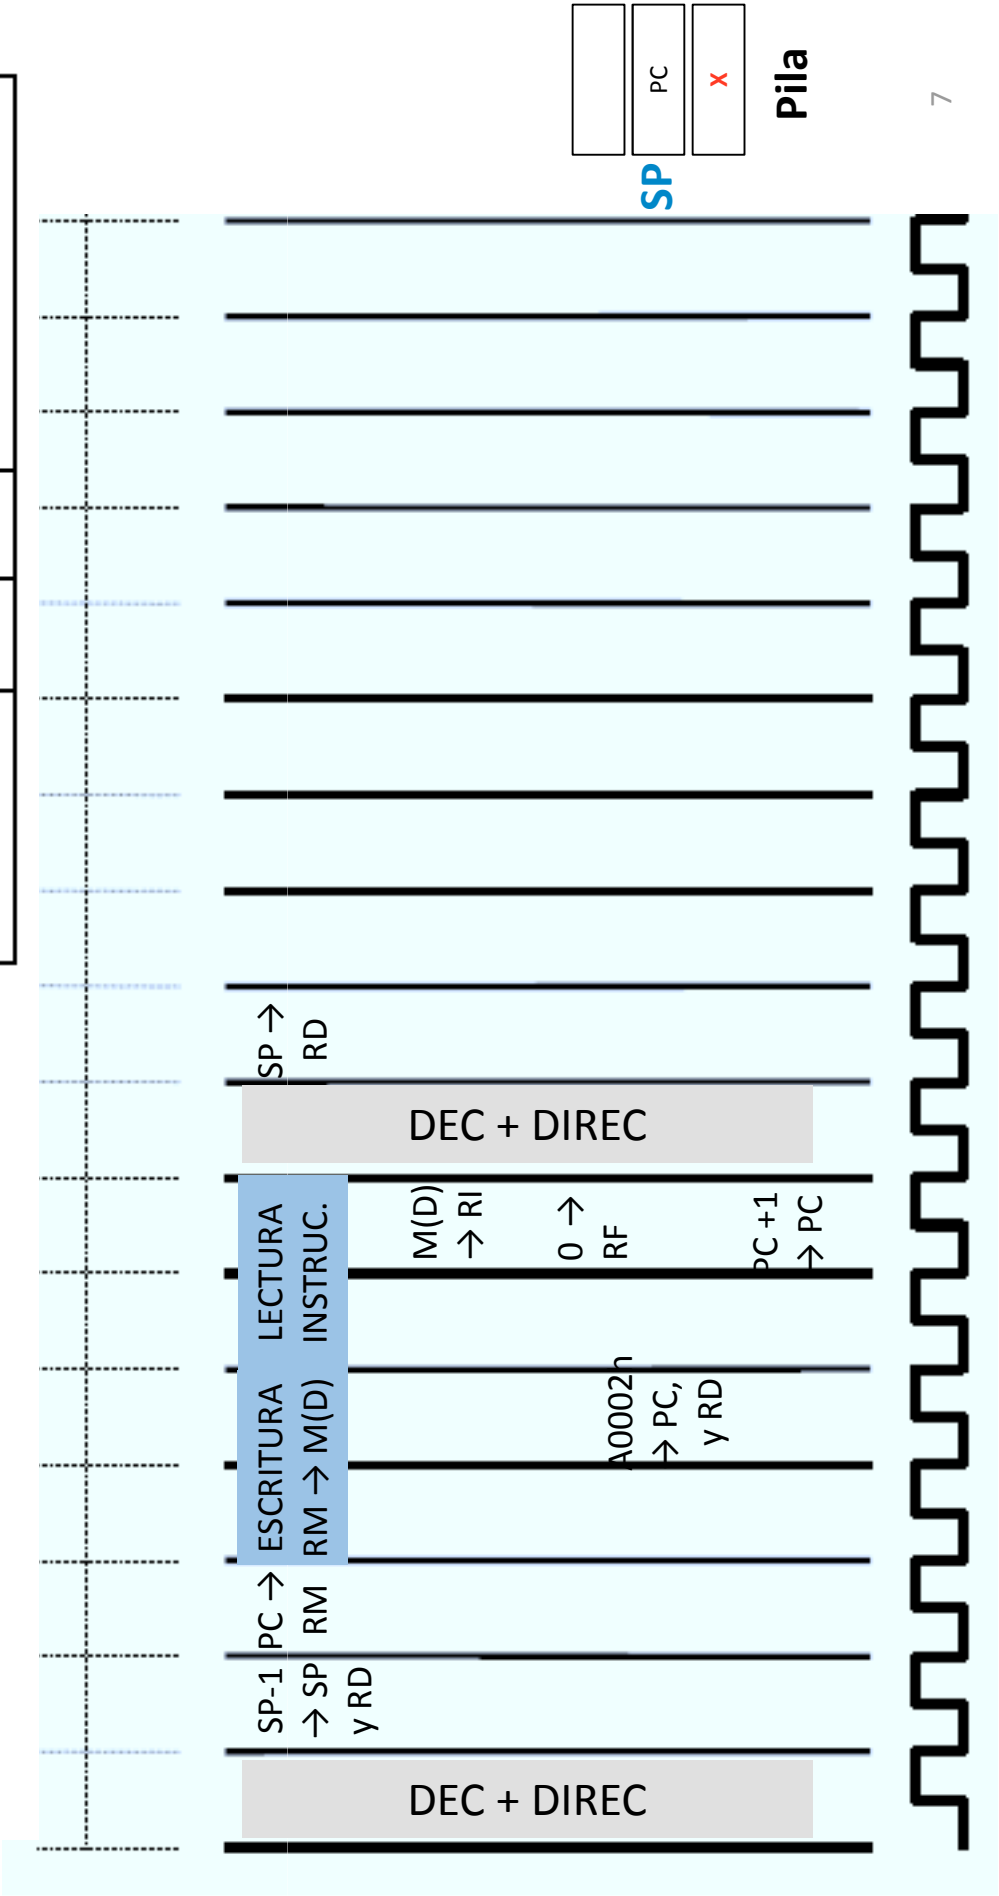 DEC + DIREC
SP-1
→ SP
y RD
PC →
RM
ESCRITURA
RM → M(D)
A0002h
→ PC,
y RD
LECTURA
INSTRUC.
M(D)
→ RI
0 →
RF
PC +1
→ PC
DEC + DIREC
SP →
RD
SP
PC
X
Pila
7